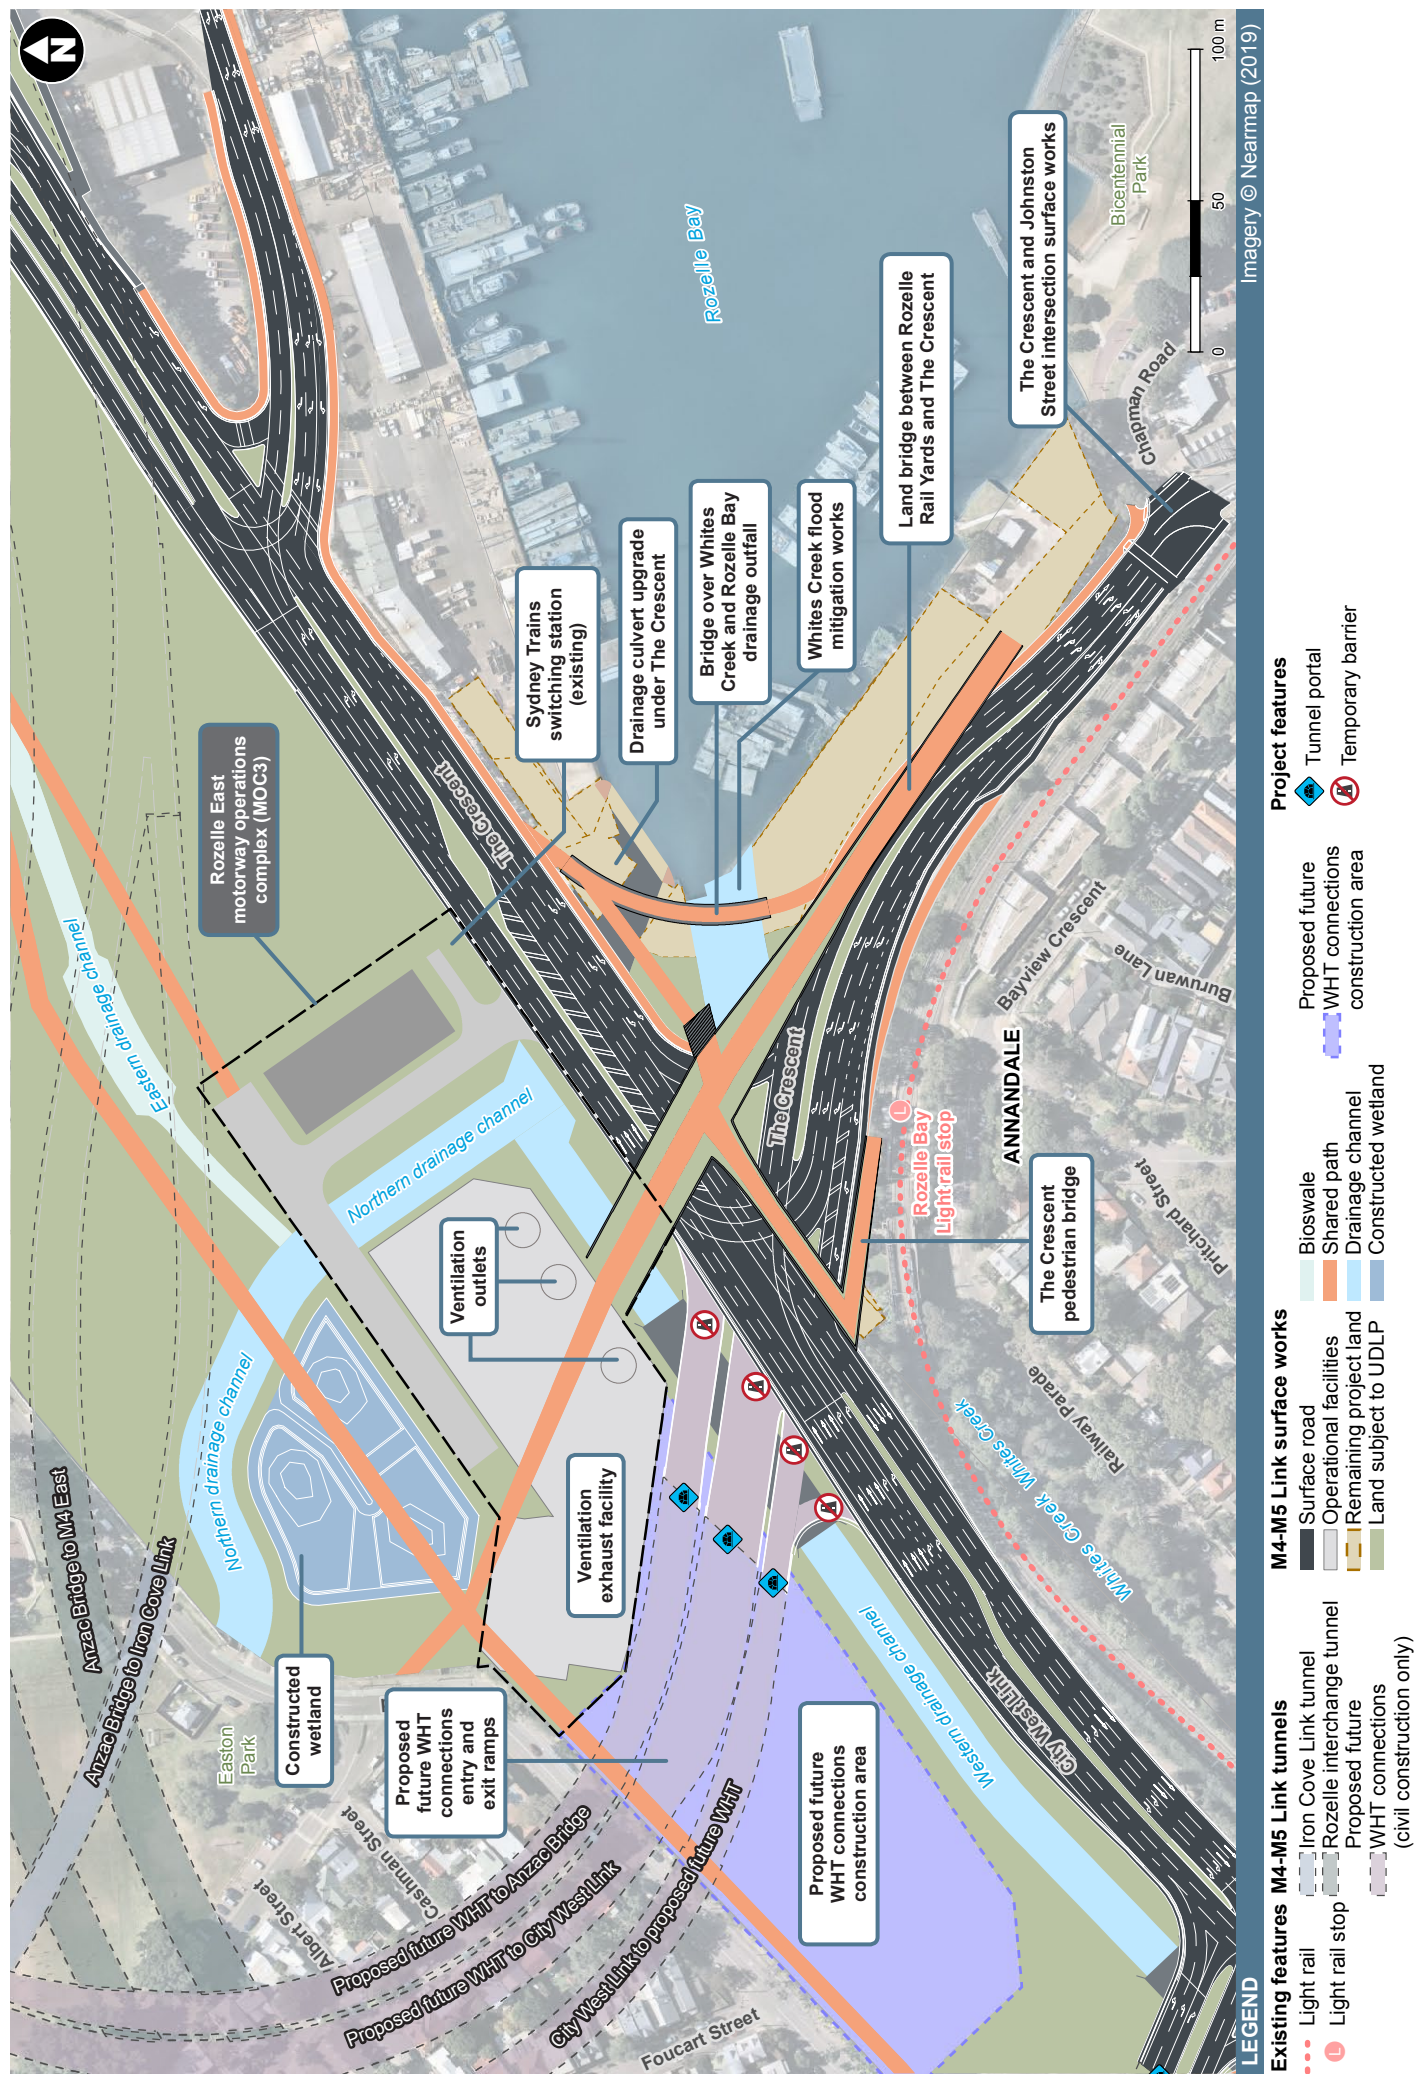 N
Anzac Bridge to M4 East
Anzac Bridge to Iron Cove Link
Easton
Park
Albert Street
Cashman Street
Foucart Street
Proposed future WHT to Anzac Bridge
Proposed future WHT to City West Link
City West Link to proposed future WHT
Constructed
wetland
Proposed
future WHT
connections
entry and
exit ramps
Proposed future
WHT connections
construction area
Northern drainage channel
Ventilation
exhaust facility
Ventilation
outlets
Northern drainage channel
Eastern drainage channel
Rozelle East
motorway operations
complex (MOC3)
Sydney Trains
switching station
(existing)
Drainage culvert upgrade
under The Crescent
Bridge over Whites
Creek and Rozelle Bay
drainage outfall
Whites Creek flood
mitigation works
Land bridge between Rozelle
Rail Yards and The Crescent
The Crescent and Johnston
Street intersection surface works
Rozelle Bay
Bicentennial
Park
Chapman Road
The Crescent
The Crescent
Western drainage channel
City West Link
Whites Creek
Whites Creek
Whites Creek
Railway Parade
Pritchard Street
The Crescent
pedestrian bridge
L
Rozelle Bay
Light rail stop
ANNANDALE
Bayview Crescent
Buruwan Lane
0
50
100 m
LEGEND
Imagery © Nearmap (2019)
Existing features
Light rail
L
Light rail stop
M4-M5 Link tunnels
Iron Cove Link tunnel
Rozelle interchange tunnel
Proposed future
WHT connections
(civil construction only)
M4-M5 Link surface works
Surface road
Operational facilities
Remaining project land
Land subject to UDLP
Bioswale
Shared path
Drainage channel
Constructed wetland
Proposed future
WHT connections
construction area
Project features
Tunnel portal
Temporary barrier